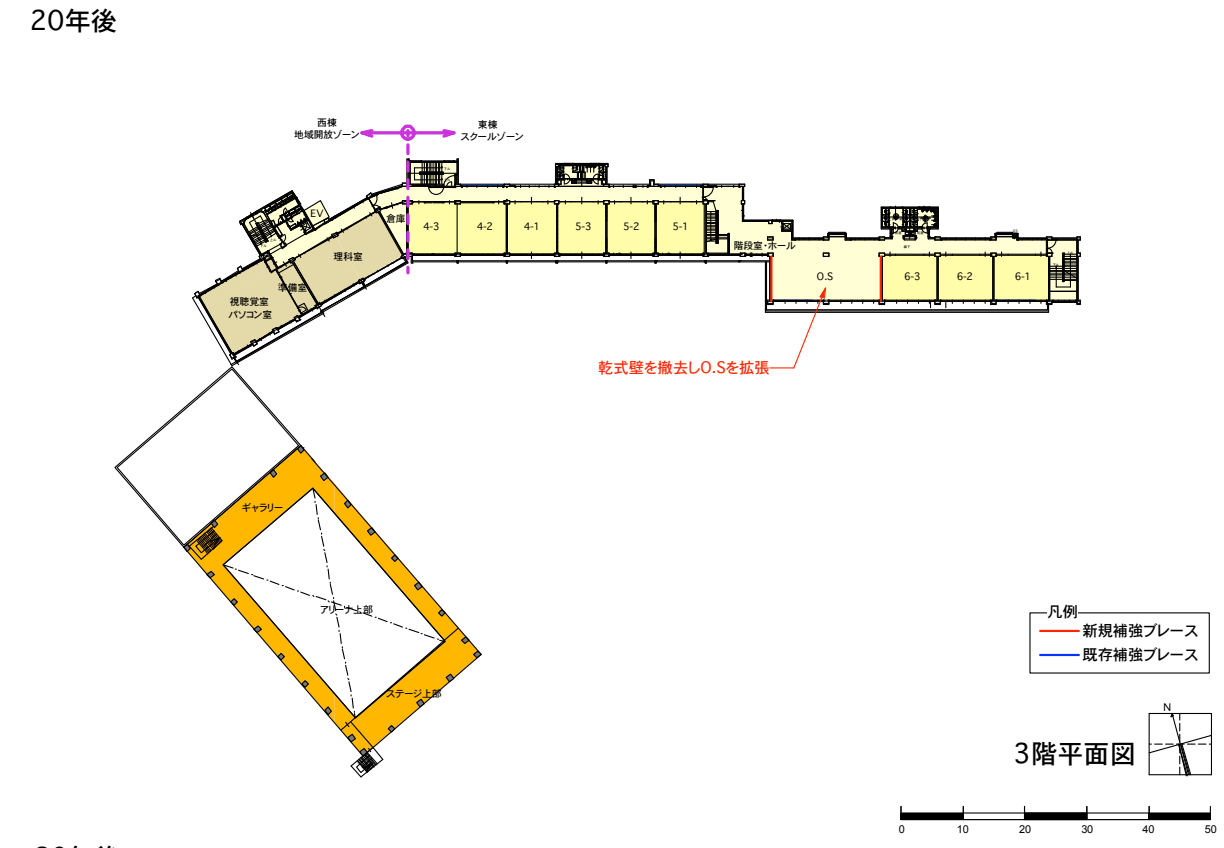 20年後
西棟
地域開放ゾーン
東棟
スクールゾーン
EV
倉庫
4-3
4-2
4-1
5-3
5-2
5-1
階段室・ホール
理科室
準備室
視聴覚室
パソコン室
O.S
6-3
6-2
6-1
乾式壁を撤去しO.Sを拡張
ギャラリー
アリーナ上部
ステージ上部
凡例
新規補強ブレース
既存補強ブレース
N
3階平面図
0
10
20
30
40
50